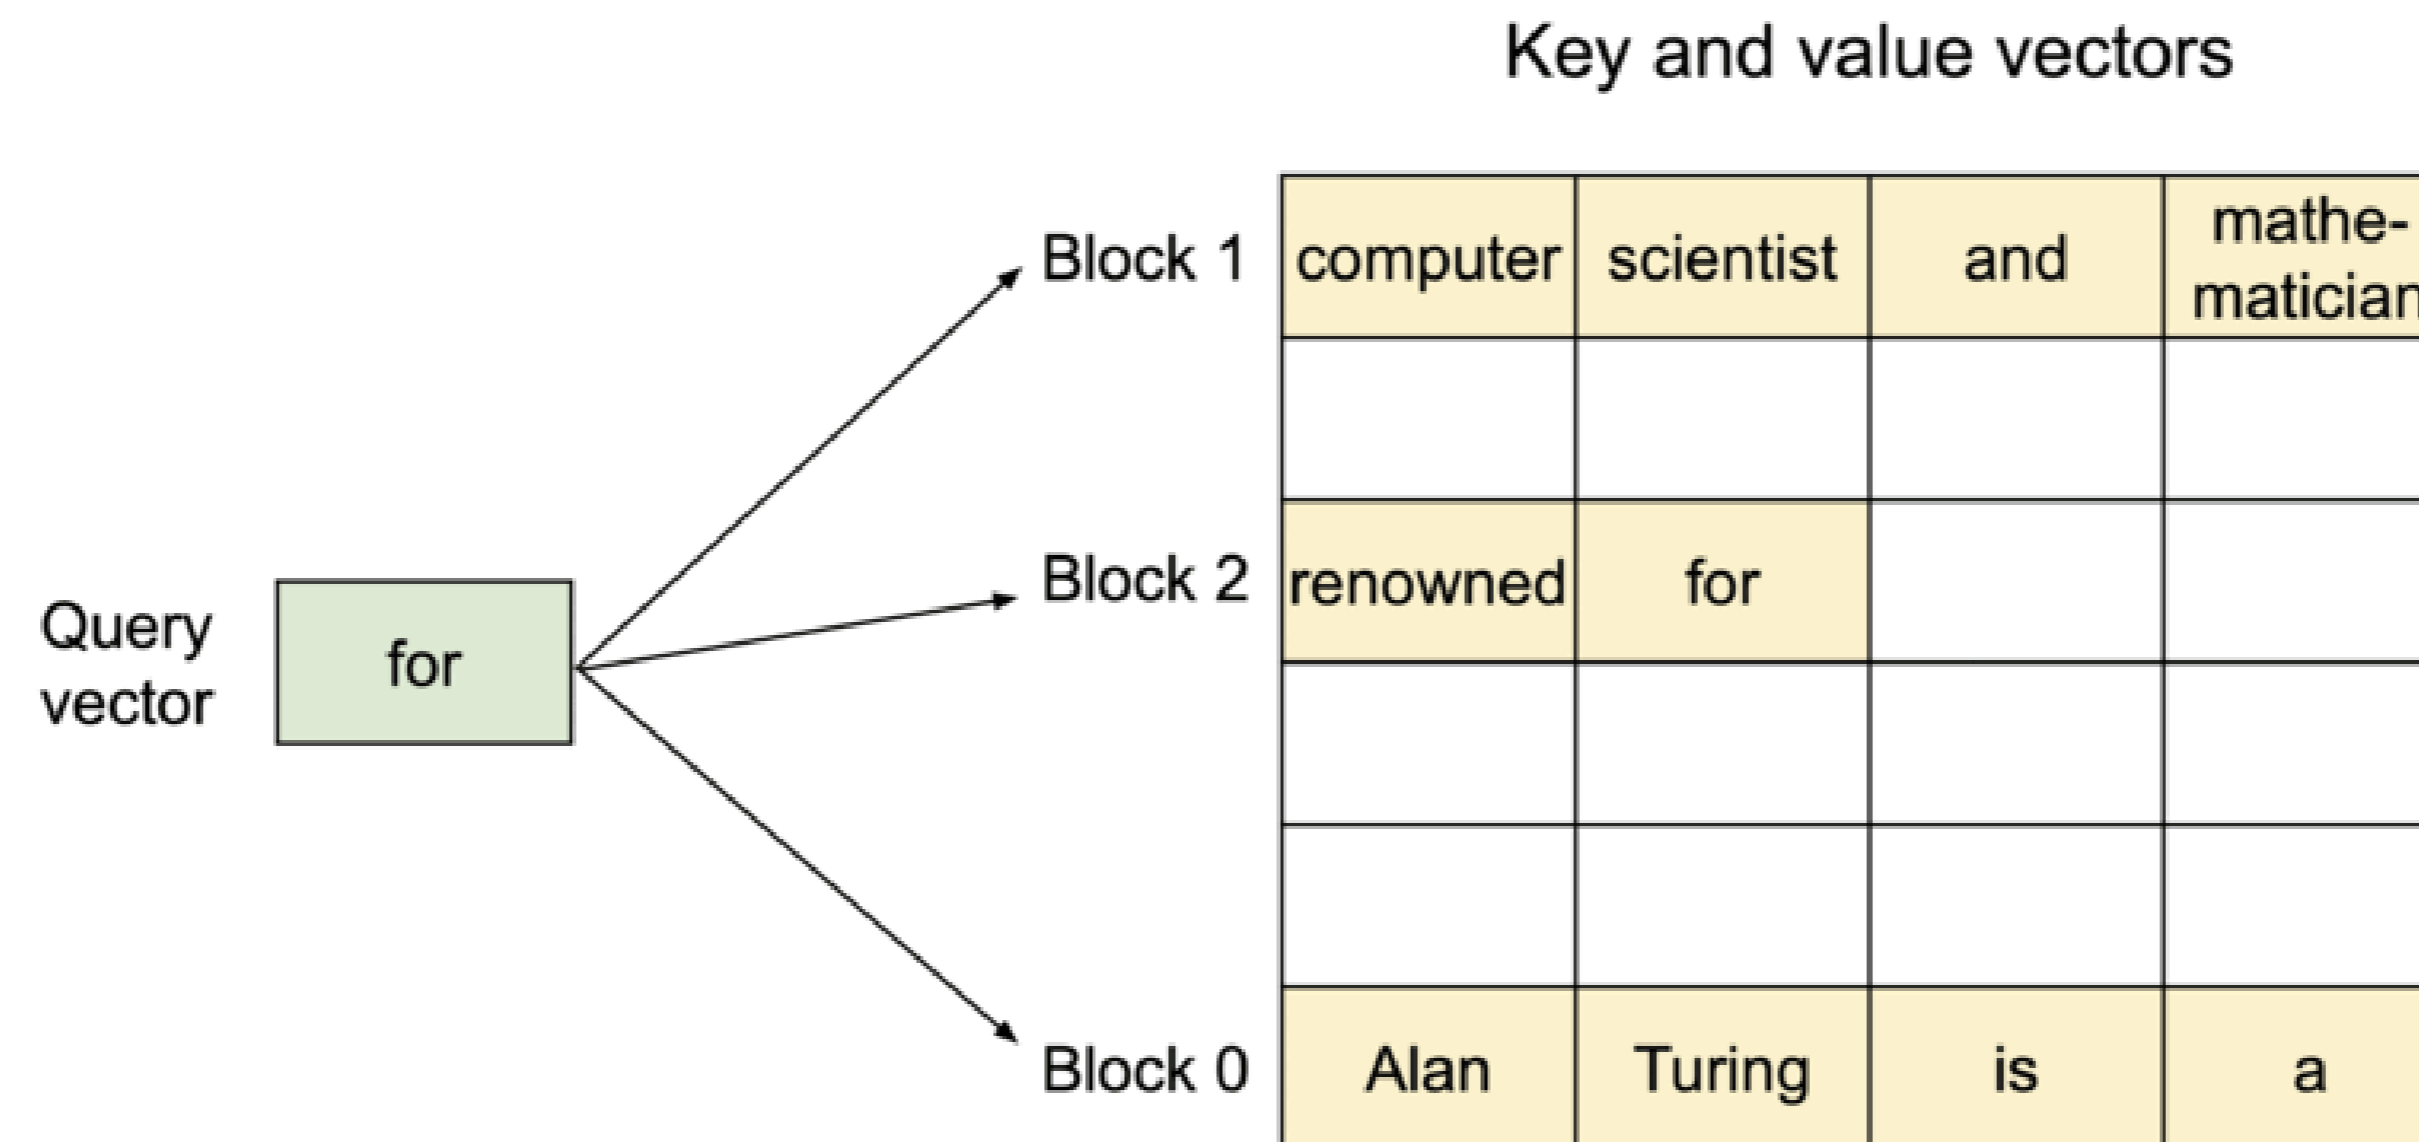 Key and value vectors
Block 1 computer scientist and mathe-
matician
Block 2 renowned for
Query
vector
for
Block 0 Alan Turing is a